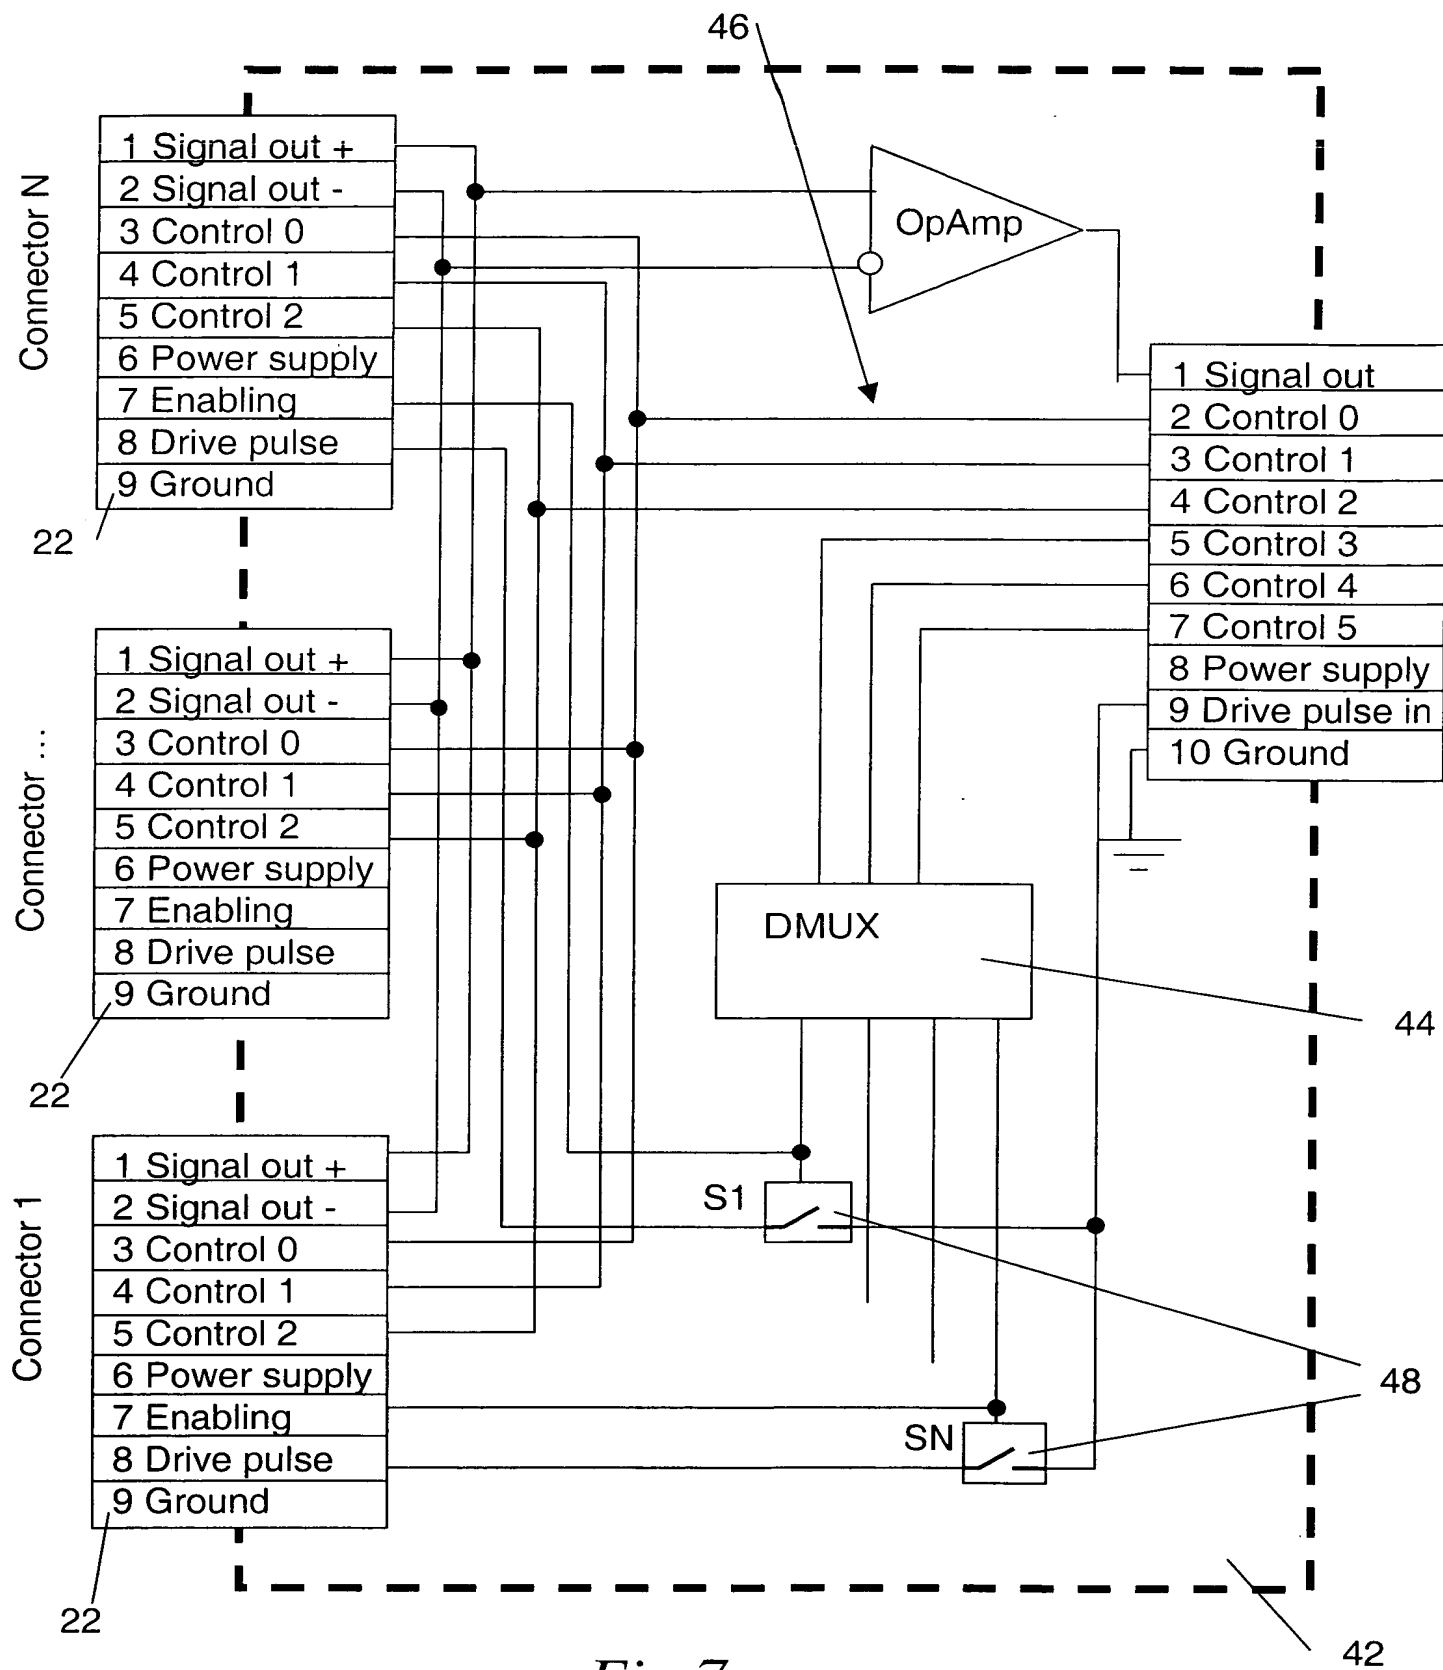 46
Connector N
1 Signal out +
2 Signal out -
3 Control 0
4 Control 1
5 Control 2
6 Power supply
7 Enabling
8 Drive pulse
9 Ground
22
OpAmp
1 Signal out
2 Control 0
3 Control 1
4 Control 2
5 Control 3
6 Control 4
7 Control 5
8 Power supply
9 Drive pulse in
10 Ground
Connector ...
1 Signal out +
2 Signal out -
3 Control 0
4 Control 1
5 Control 2
6 Power supply
7 Enabling
8 Drive pulse
9 Ground
22
DMUX
44
Connector 1
1 Signal out +
2 Signal out -
3 Control 0
4 Control 1
5 Control 2
6 Power supply
7 Enabling
8 Drive pulse
9 Ground
22
S1
SN
48
42
Fig 7